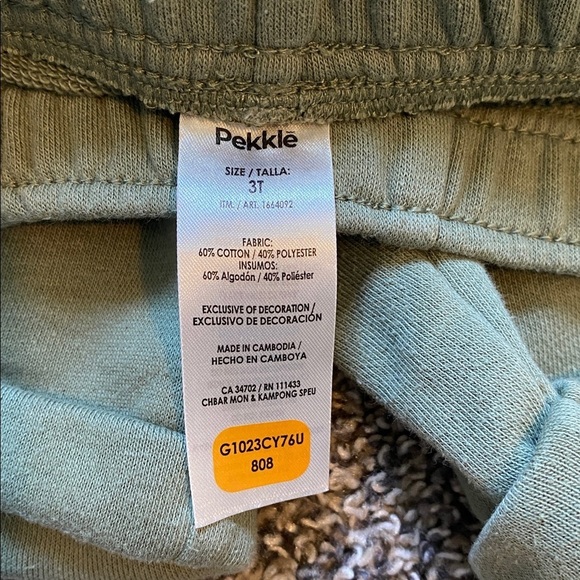 Pekklē
SIZE / TALLA:
3T
ITM. / ART. 1664092
FABRIC:
60% COTTON / 40% POLYESTER
INSUMOS:
60% Algodón / 40% Poliéster
EXCLUSIVE OF DECORATION /
EXCLUSIVO DE DECORACIÓN
MADE IN CAMBODIA /
HECHO EN CAMBOYA
CA 34702 / RN 111433
CHBAR MON & KAMPONG SPEU
G1023CY76U
808